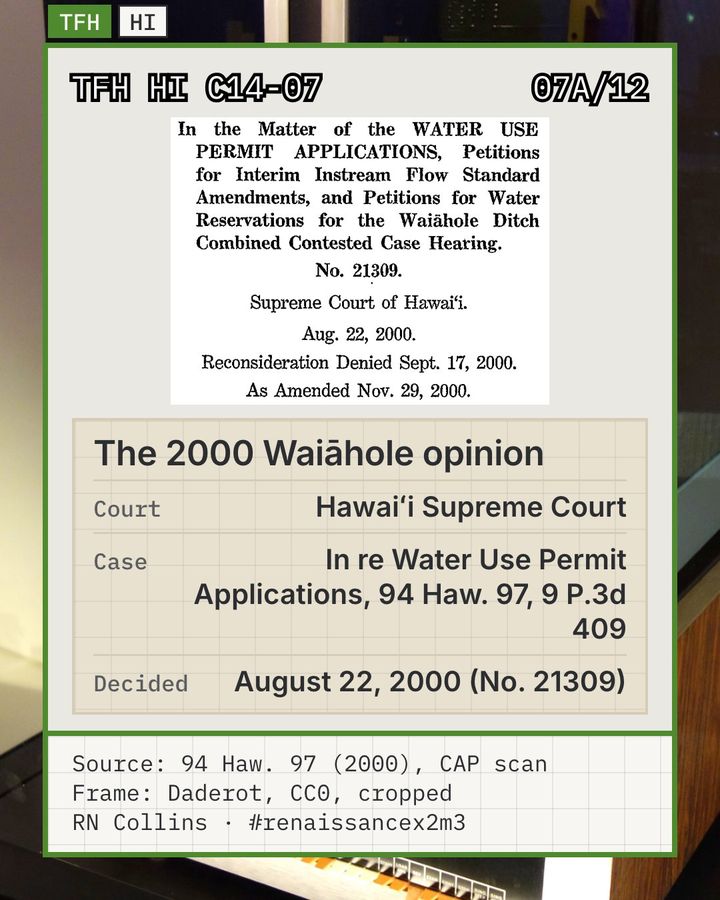 TFH HI
TFH HI C14-07 07A/12
In the Matter of the WATER USE
PERMIT APPLICATIONS, Petitions
for Interim Instream Flow Standard
Amendments, and Petitions for Water
Reservations for the Waiāhole Ditch
Combined Contested Case Hearing.
No. 21309.
Supreme Court of Hawaiʻi.
Aug. 22, 2000.
Reconsideration Denied Sept. 17, 2000.
As Amended Nov. 29, 2000.
The 2000 Waiāhole opinion
Court Hawaiʻi Supreme Court
Case In re Water Use Permit
Applications, 94 Haw. 97, 9 P.3d
409
Decided August 22, 2000 (No. 21309)
Source: 94 Haw. 97 (2000), CAP scan
Frame: Daderot, CC0, cropped
RN Collins · #renaissancex2m3